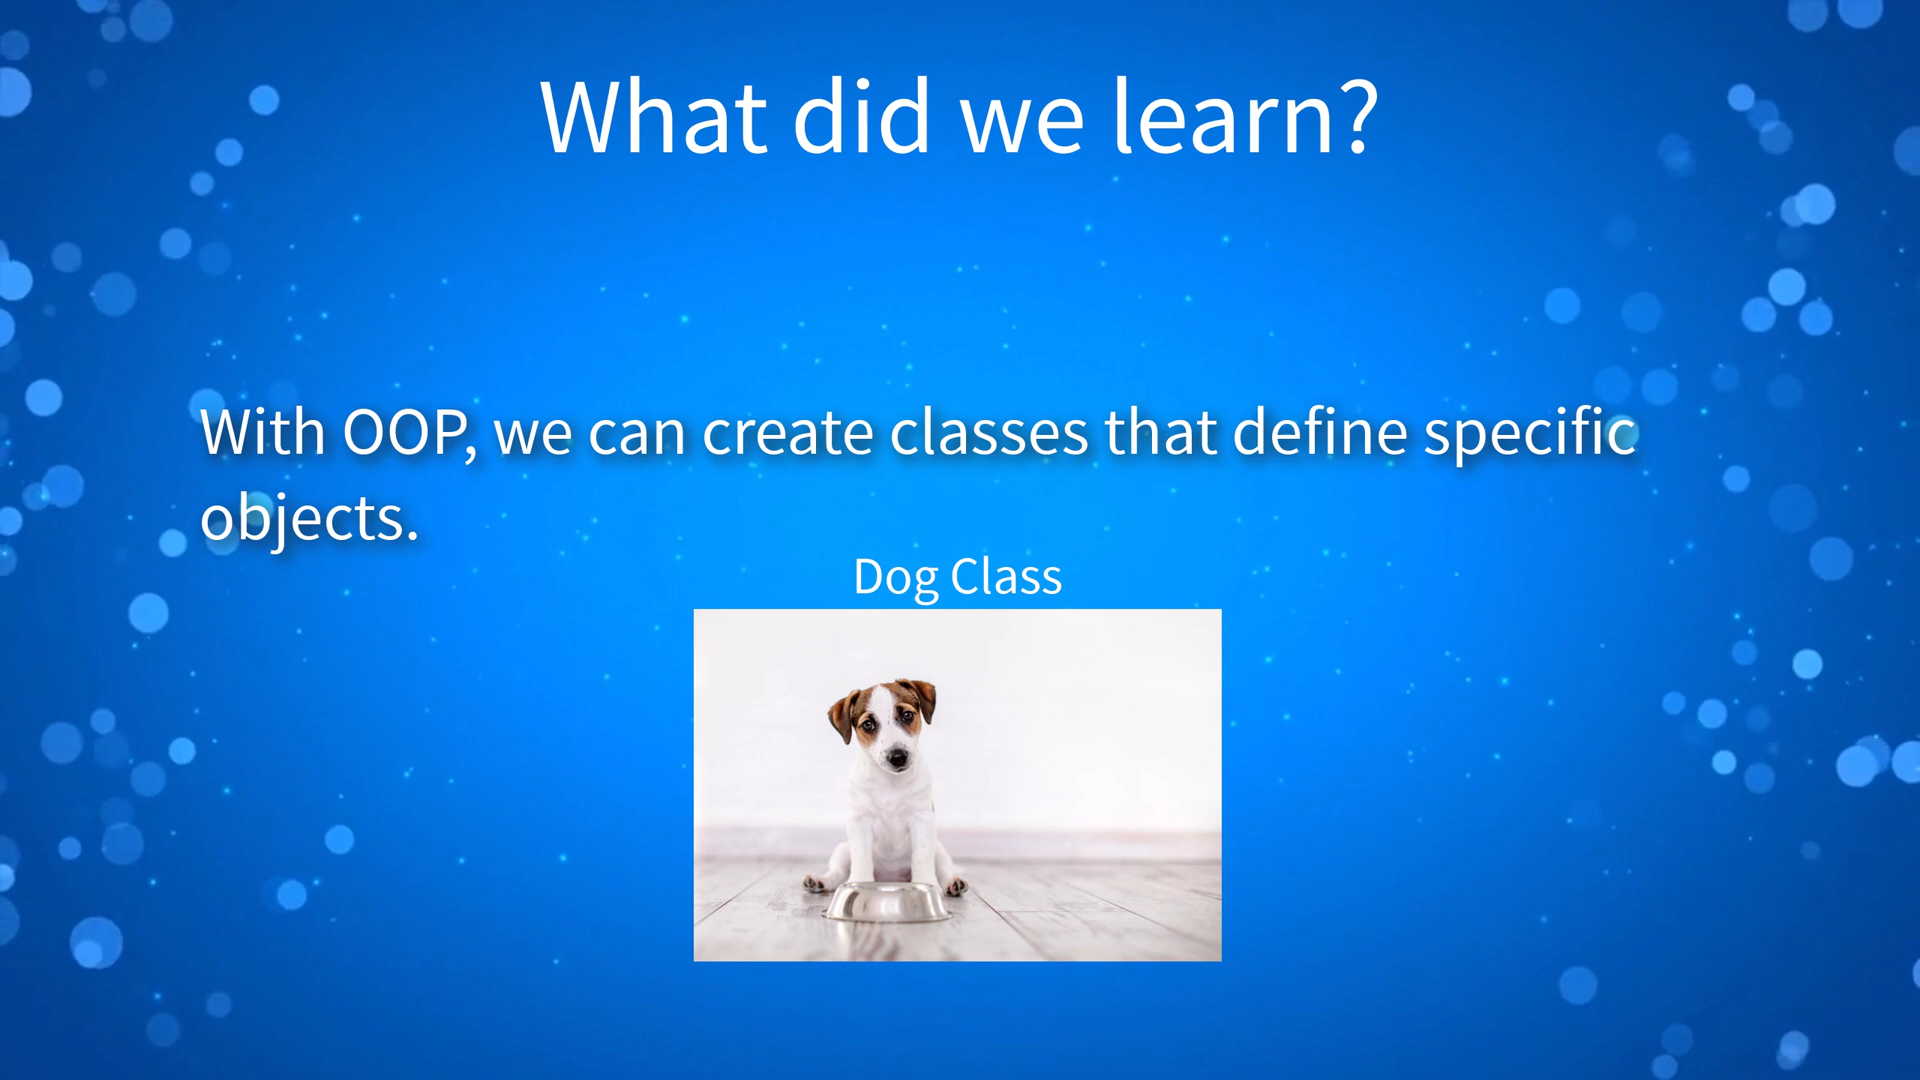 What did we learn?
With OOP, we can create classes that define specific
objects.
Dog Class